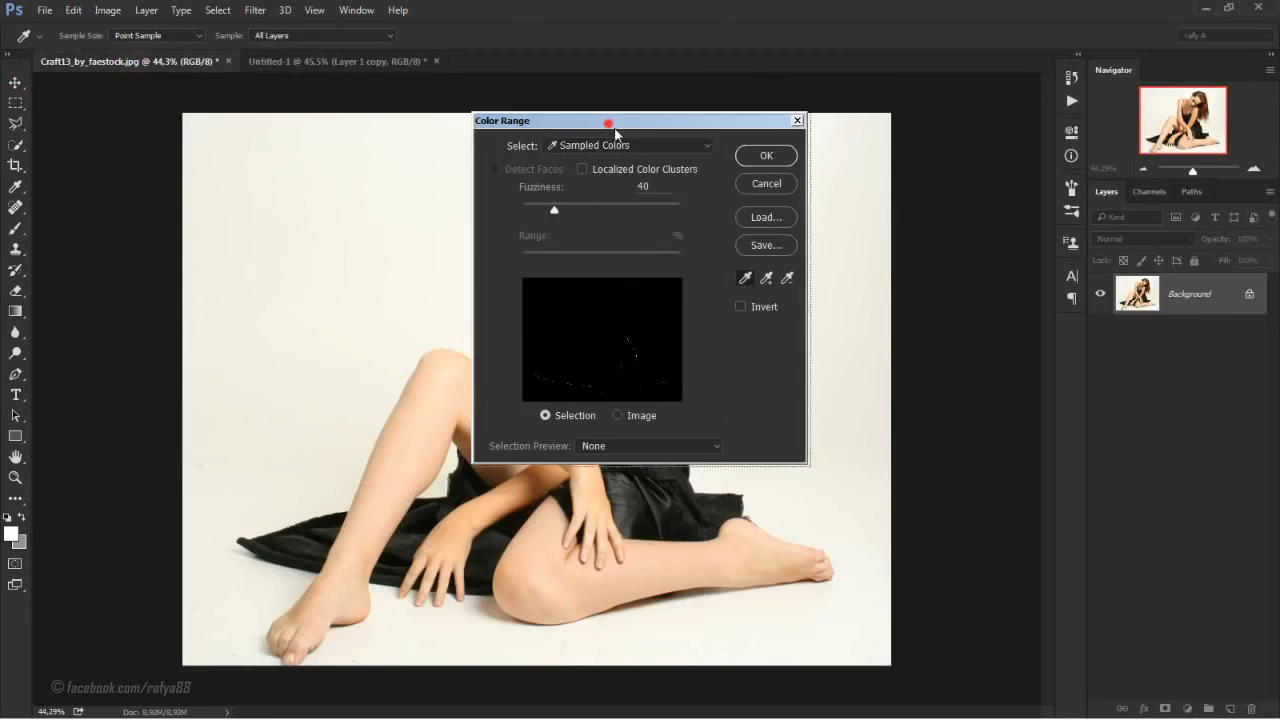 Ps File Edit Image Layer Type Select Filter 3D View Window Help
Sample Size: Point Sample Sample: All Layers rafy A
Craft13_by_faestock.jpg @ 44,3% (RGB/8) * × Untitled-1 @ 45,5% (Layer 1 copy, RGB/8) * ×
Navigator
44,29%
Color Range
Select: Sampled Colors
Detect Faces Localized Color Clusters
Fuzziness: 40
Range: %
Selection Image
Selection Preview: None
OK
Cancel
Load...
Save...
Invert
Layers Channels Paths
Kind
Normal Opacity: 100%
Lock: Fill: 100%
Background
© facebook.com/rafya88
44,29% Doc: 8,92M/8,92M